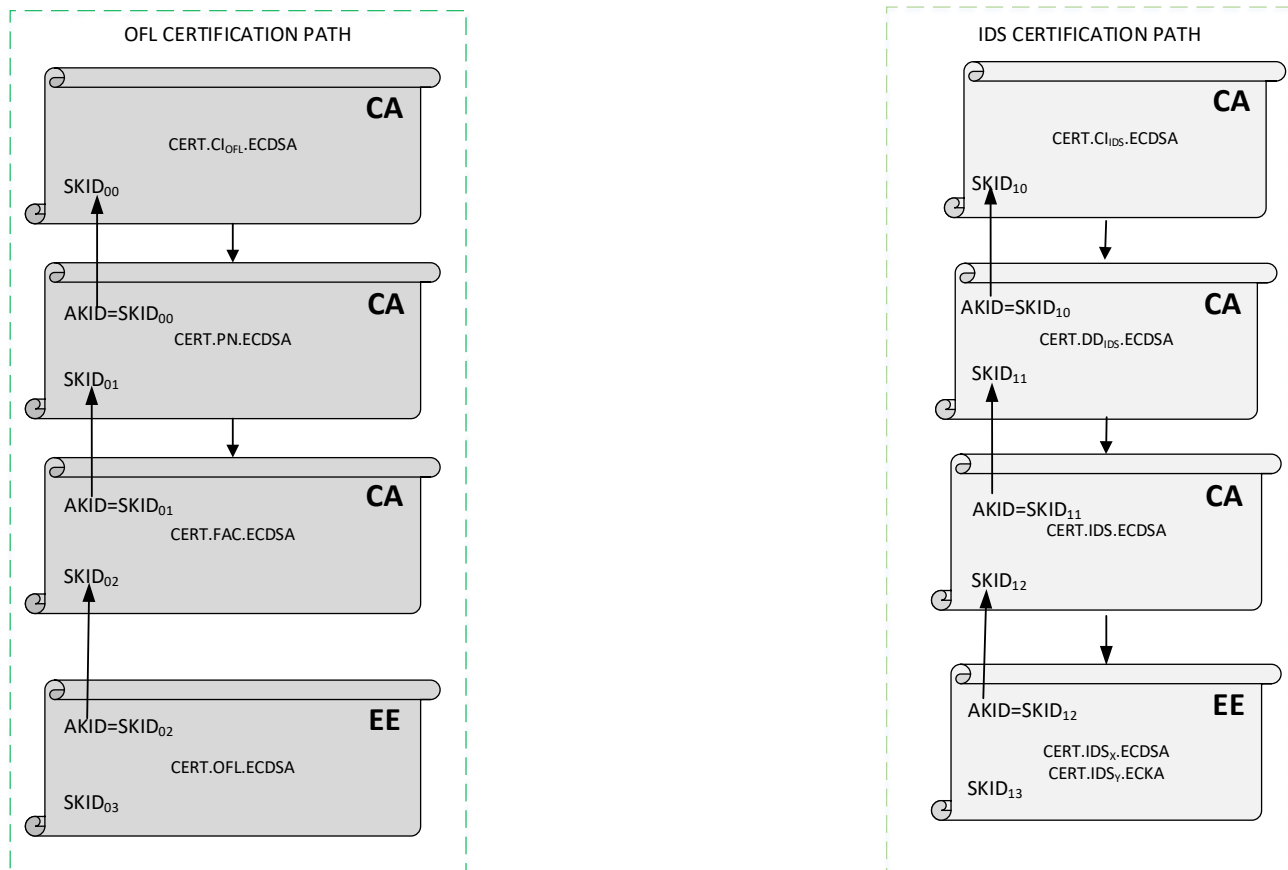 OFL CERTIFICATION PATH
CA
CERT.CIOFL.ECDSA
SKID00
CA
AKID=SKID00
CERT.PN.ECDSA
SKID01
CA
AKID=SKID01
CERT.FAC.ECDSA
SKID02
EE
AKID=SKID02
CERT.OFL.ECDSA
SKID03
IDS CERTIFICATION PATH
CA
CERT.CIIDS.ECDSA
SKID10
CA
AKID=SKID10
CERT.DDIDS.ECDSA
SKID11
CA
AKID=SKID11
CERT.IDS.ECDSA
SKID12
EE
AKID=SKID12
CERT.IDSX.ECDSA
CERT.IDSY.ECKA
SKID13